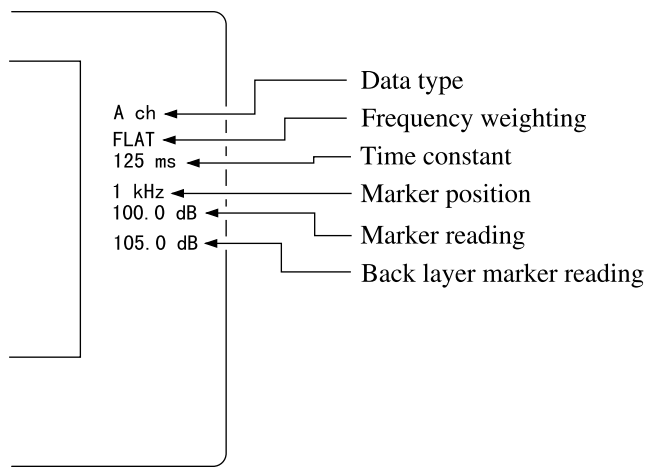 A ch
FLAT
125 ms
1 kHz
100.0 dB
105.0 dB
Data type
Frequency weighting
Time constant
Marker position
Marker reading
Back layer marker reading